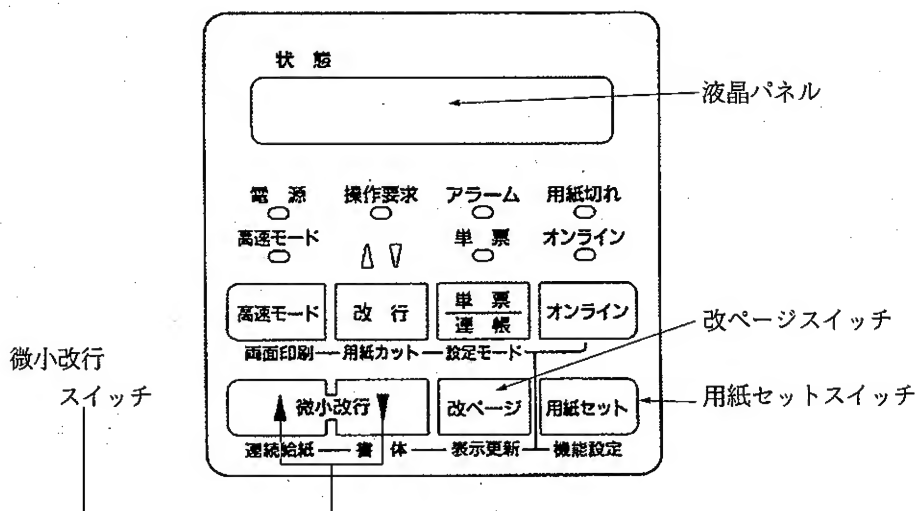 状 態
液晶パネル
電 源 操作要求 アラーム 用紙切れ
高速モード 単 票 オンライン
高速モード 改 行 単 票 連 帳 オンライン
改ページスイッチ
両面印刷 用紙カット 設定モード
微小改行
スイッチ
微小改行 改ページ 用紙セット
用紙セットスイッチ
連続給紙 書 体 表示更新 機能設定